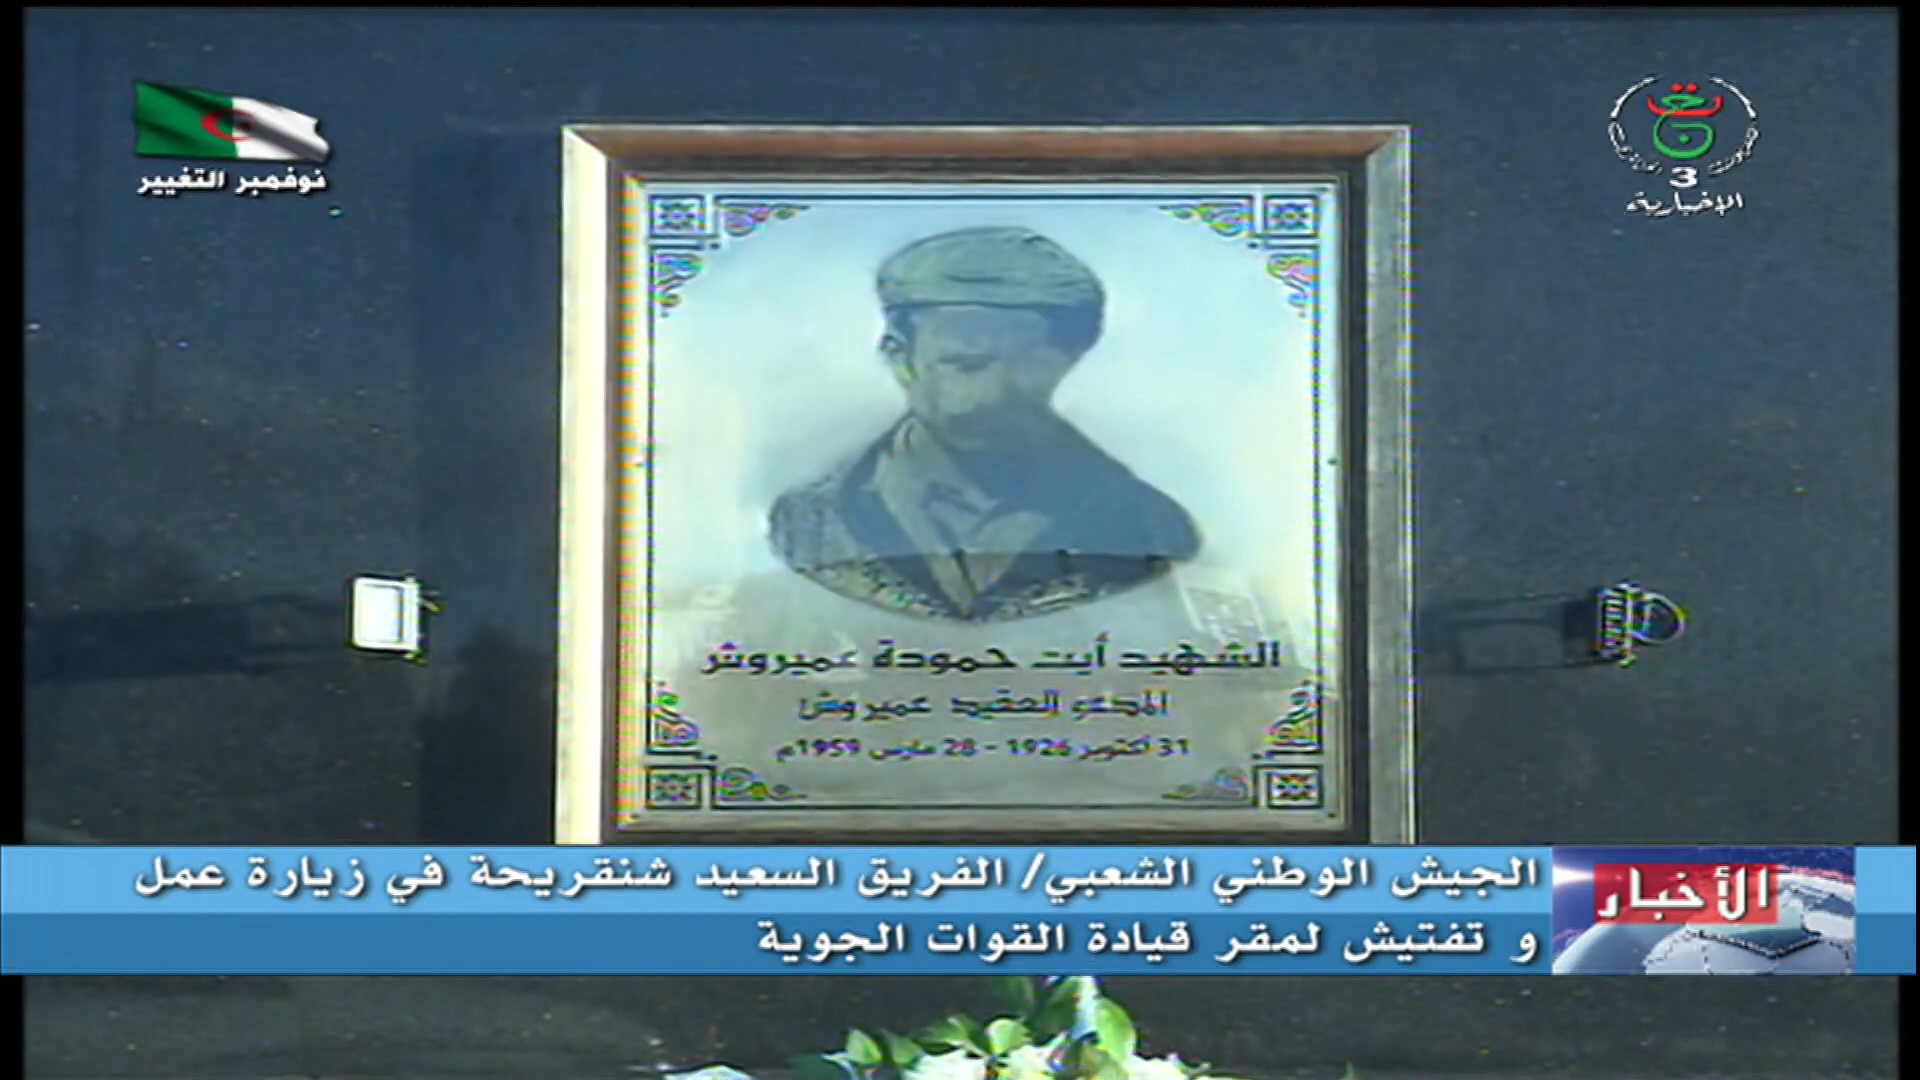 نوفمبر التغيير
3
الإخبارية
الشهيد أيت حمودة عميروش
المدعو العقيد عميروش
31 أكتوبر 1926 - 28 مارس 1959م
الأخبار
الجيش الوطني الشعبي/ الفريق السعيد شنقريحة في زيارة عمل
و تفتيش لمقر قيادة القوات الجوية